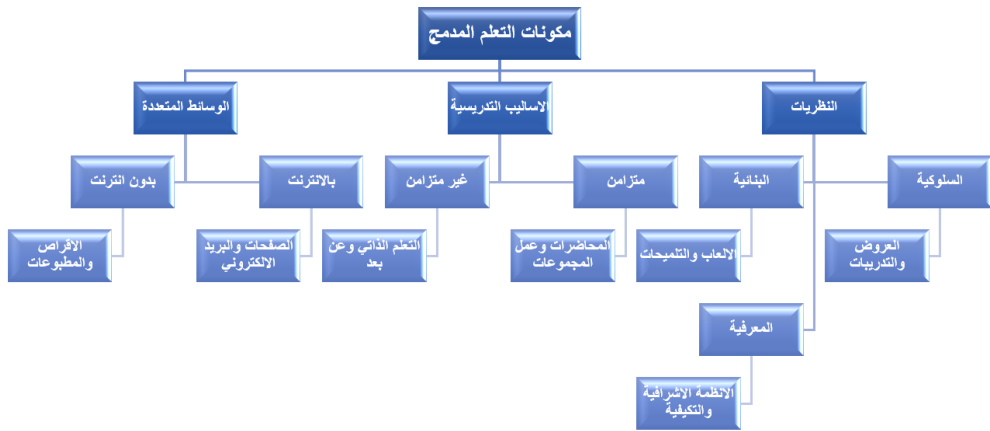 مكونات التعلم المدمج
النظريات
الاساليب التدريسية
الوسائط المتعددة
السلوكية
البنائية
متزامن
غير متزامن
بالانترنت
بدون انترنت
العروض
والتدريبات
الالعاب والتلميحات
المحاضرات وعمل
المجموعات
التعلم الذاتي وعن
بعد
الصفحات والبريد
الالكتروني
الاقراص
والمطبوعات
المعرفية
الانظمة الاشرافية
والتكيفية